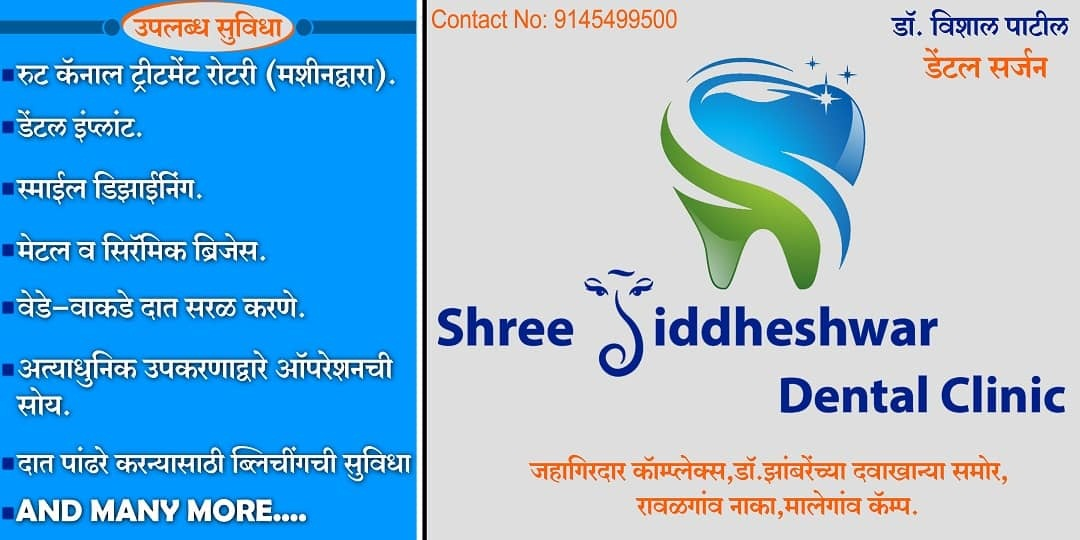 उपलब्ध सुविधा
रुट कॅनाल ट्रीटमेंट रोटरी (मशीनद्वारा).
डेंटल इंप्लांट.
स्माईल डिझाईनिंग.
मेटल व सिरॅमिक ब्रिजेस.
वेडे-वाकडे दात सरळ करणे.
अत्याधुनिक उपकरणाद्वारे ऑपरेशनची
सोय.
दात पांढरे करन्यासाठी ब्लिचींगची सुविधा
AND MANY MORE....
Contact No: 9145499500
डॉ. विशाल पाटील
डेंटल सर्जन
Shree Siddheshwar
Dental Clinic
जहागिरदार कॉम्प्लेक्स,डॉ.झांबरेंच्या दवाखान्या समोर,
रावळगांव नाका,मालेगांव कॅम्प.